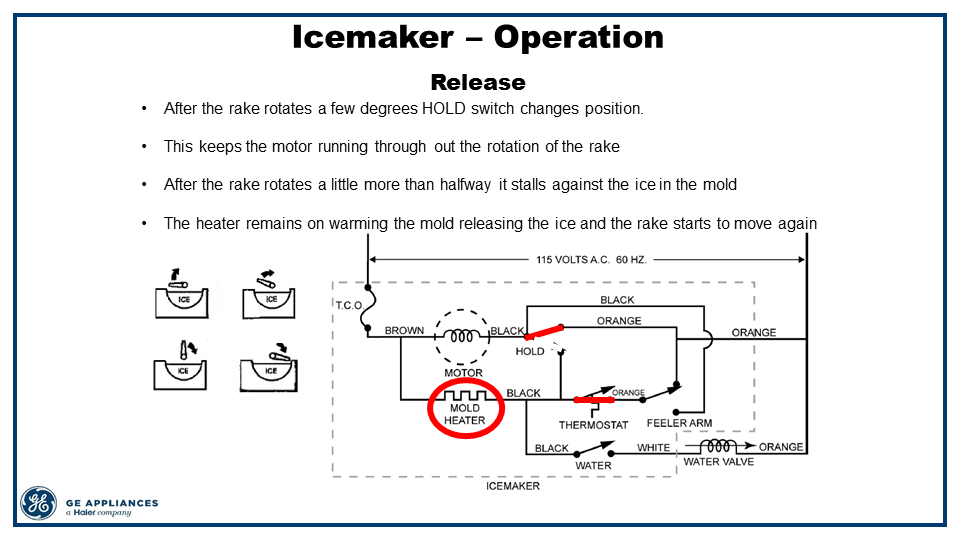 Icemaker – Operation
Release
• After the rake rotates a few degrees HOLD switch changes position.
• This keeps the motor running through out the rotation of the rake
• After the rake rotates a little more than halfway it stalls against the ice in the mold
• The heater remains on warming the mold releasing the ice and the rake starts to move again
115 VOLTS A.C. 60 HZ.
ICE
ICE
ICE
ICE
T.C.O.
BLACK
ORANGE
BROWN
BLACK
ORANGE
HOLD
MOTOR
BLACK
ORANGE
MOLD
HEATER
THERMOSTAT
FEELER ARM
BLACK
WHITE
ORANGE
WATER
WATER VALVE
ICEMAKER
GE
GE APPLIANCES
a Haier company